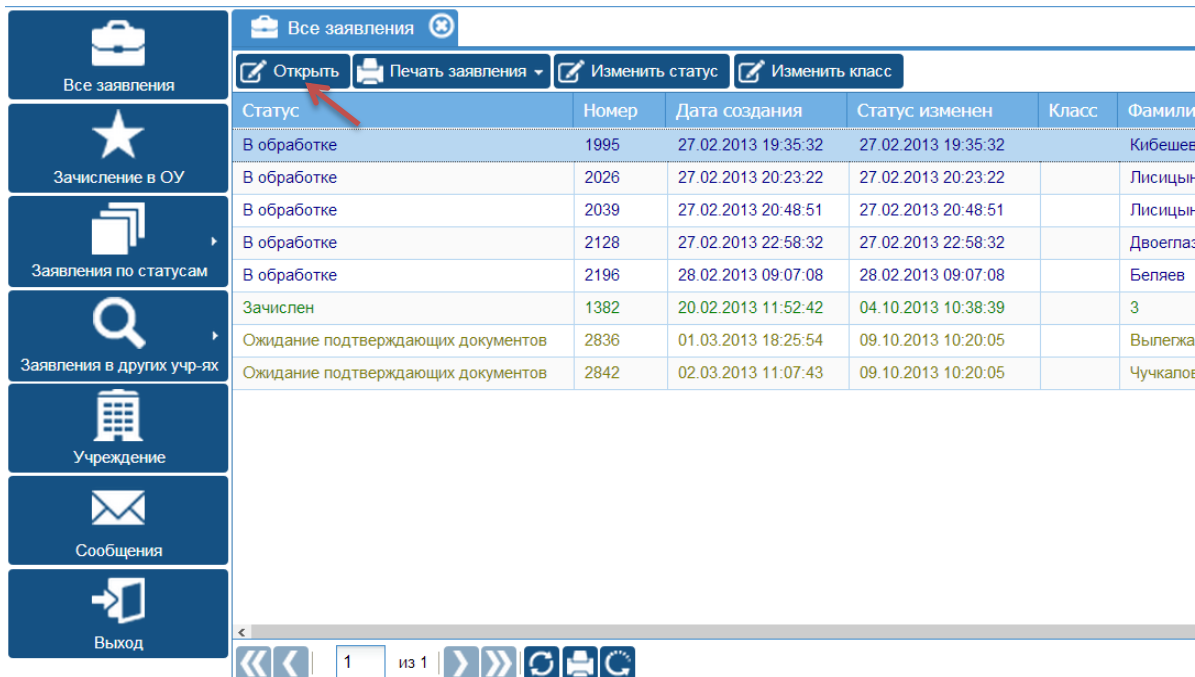 Все заявления
Зачисление в ОУ
Заявления по статусам
Заявления в других учр-ях
Учреждение
Сообщения
Выход
Все заявления
Открыть Печать заявления Изменить статус Изменить класс
Статус Номер Дата создания Статус изменен Класс Фамили
В обработке 1995 27.02.2013 19:35:32 27.02.2013 19:35:32 Кибешев
В обработке 2026 27.02.2013 20:23:22 27.02.2013 20:23:22 Лисицын
В обработке 2039 27.02.2013 20:48:51 27.02.2013 20:48:51 Лисицын
В обработке 2128 27.02.2013 22:58:32 27.02.2013 22:58:32 Двоеглаз
В обработке 2196 28.02.2013 09:07:08 28.02.2013 09:07:08 Беляев
Зачислен 1382 20.02.2013 11:52:42 04.10.2013 10:38:39 3
Ожидание подтверждающих документов 2836 01.03.2013 18:25:54 09.10.2013 10:20:05 Выпегжа
Ожидание подтверждающих документов 2842 02.03.2013 11:07:43 09.10.2013 10:20:05 Чучкалов
1 из 1